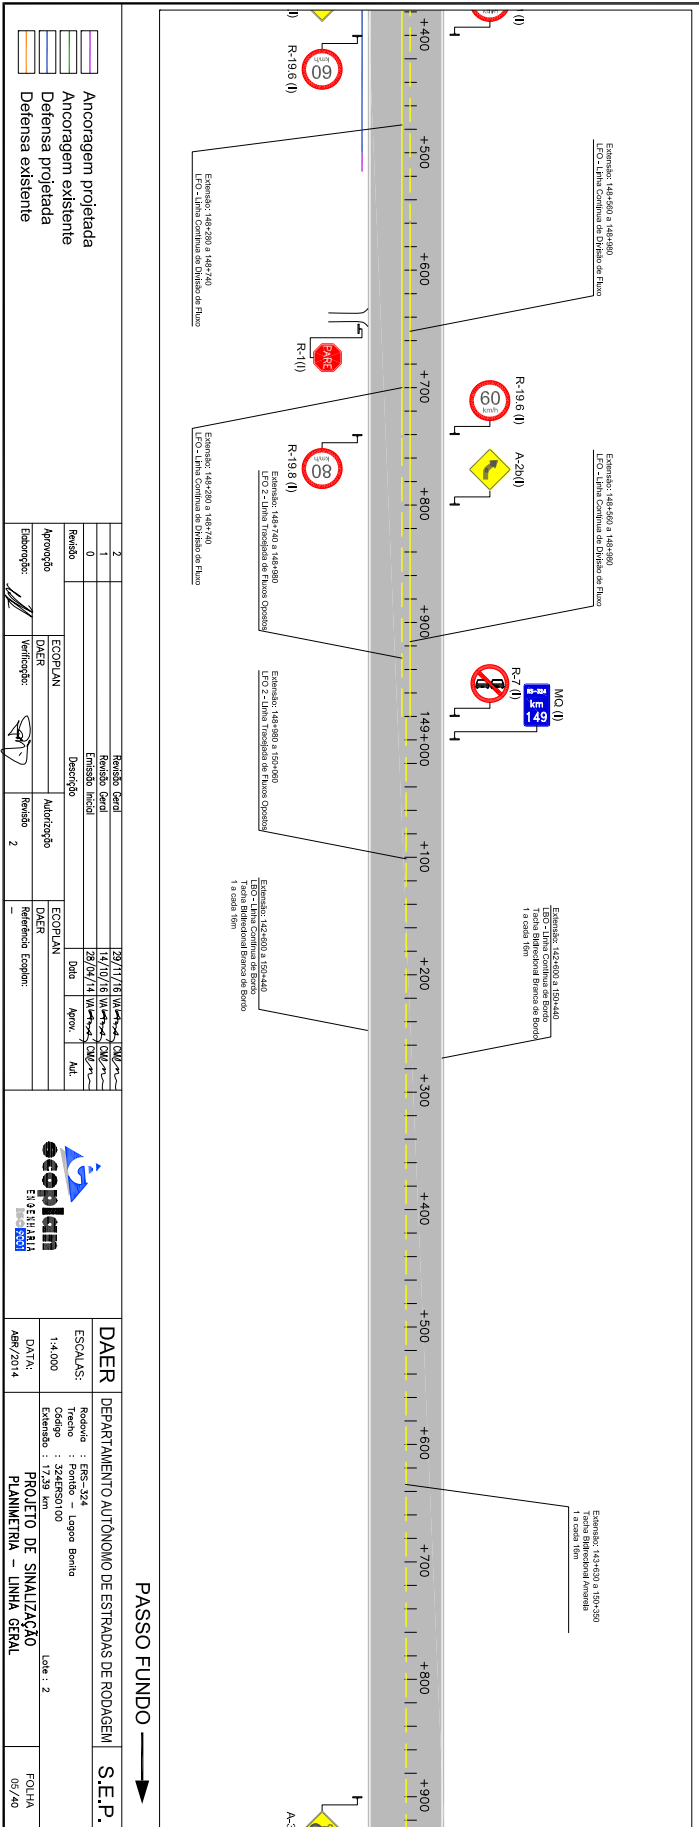 +400
+500
+600
+700
+800
+900
149+000
+100
+200
+300
+400
+500
+600
+700
+800
+900
Extensão: 148+560 a 148+980
LFO - Linha Contínua de Divisão de Fluxo
R-19.6 (I)
60
km/h
A-2b(I)
Extensão: 148+560 a 148+980
LFO - Linha Contínua de Divisão de Fluxo
R-7 (I)
MQ (I)
RS-324
km
149
Extensão: 142+600 a 150+440
LBO - Linha Contínua de Bordo
Tacha Bidirecional Branca de Bordo
1 a cada 16m
Extensão: 143+630 a 150+350
Tacha Bidirecional Amarela
1 a cada 16m
R-19.6 (I)
60
km/h
Extensão: 148+280 a 148+740
LFO - Linha Contínua de Divisão de Fluxo
R-1(I)
PARE
R-19.8 (I)
80
km/h
Extensão: 148+280 a 148+740
LFO - Linha Contínua de Divisão de Fluxo
Extensão: 148+740 a 148+980
LFO 2 - Linha Tracejada de Fluxos Opostos
Extensão: 148+980 a 150+060
LFO 2 - Linha Tracejada de Fluxos Opostos
Extensão: 142+600 a 150+440
LBO - Linha Contínua de Bordo
Tacha Bidirecional Branca de Bordo
1 a cada 16m
PASSO FUNDO
Ancoragem projetada
Ancoragem existente
Defensa projetada
Defensa existente
2 Revisão Geral 29/11/16
1 Revisão Geral 14/10/16
0 Emissão Inicial 28/04/14
Revisão Descrição Data Aprov. Aut.
Aprovação ECOPLAN DAER Autorização ECOPLAN DAER
Elaboração: Verificação: Revisão 2 Referência Ecoplan: –
ecoplan
ENGENHARIA
ISO 9001
DAER DEPARTAMENTO AUTÔNOMO DE ESTRADAS DE RODAGEM S.E.P.
ESCALAS:
1:4.000
Rodovia : ERS-324
Trecho : Pontão – Lagoa Bonita
Código : 324ERS0100
Extensão : 17,39 km Lote : 2
DATA:
ABR/2014
PROJETO DE SINALIZAÇÃO
PLANIMETRIA – LINHA GERAL
FOLHA
05/40